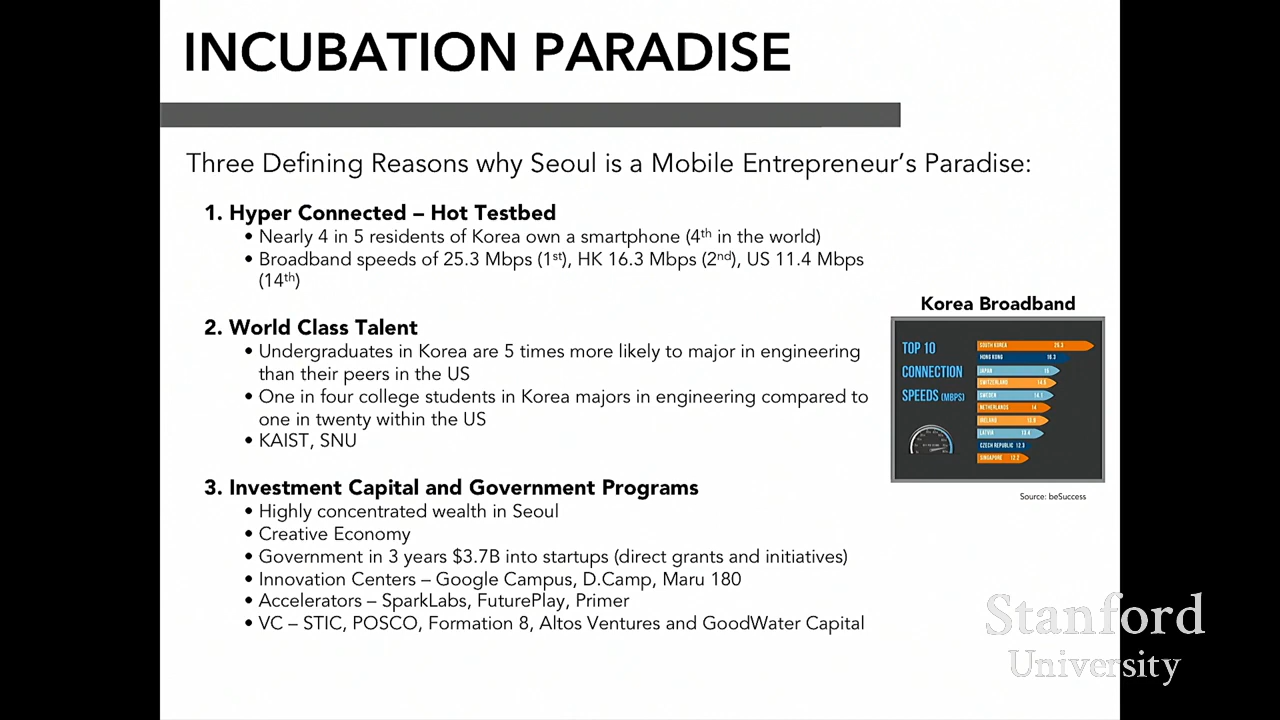 INCUBATION PARADISE
Three Defining Reasons why Seoul is a Mobile Entrepreneur's Paradise:
1. Hyper Connected – Hot Testbed
• Nearly 4 in 5 residents of Korea own a smartphone (4th in the world)
• Broadband speeds of 25.3 Mbps (1st), HK 16.3 Mbps (2nd), US 11.4 Mbps
(14th)
2. World Class Talent
• Undergraduates in Korea are 5 times more likely to major in engineering
than their peers in the US
• One in four college students in Korea majors in engineering compared to
one in twenty within the US
• KAIST, SNU
3. Investment Capital and Government Programs
• Highly concentrated wealth in Seoul
• Creative Economy
• Government in 3 years $3.7B into startups (direct grants and initiatives)
• Innovation Centers – Google Campus, D.Camp, Maru 180
• Accelerators – SparkLabs, FuturePlay, Primer
• VC – STIC, POSCO, Formation 8, Altos Ventures and GoodWater Capital
Korea Broadband
TOP 10
CONNECTION
SPEEDS (MBPS)
SOUTH KOREA 25.3
HONG KONG 16.3
JAPAN 15
SWITZERLAND 14.5
SWEDEN 14.1
NETHERLANDS 14
IRELAND
LATVIA 13.4
CZECH REPUBLIC 12.3
SINGAPORE 12.2
Source: beSuccess
Stanford
University